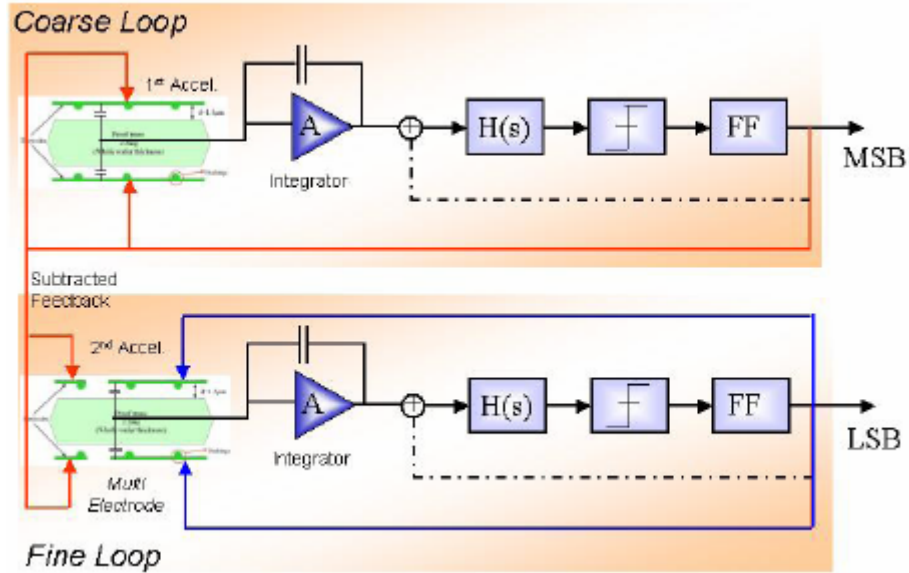 Coarse Loop
1st Accel.
A
Integrator
H(s)
FF
MSB
Subtracted
Feedback
2nd Accel.
A
Integrator
H(s)
FF
LSB
Multi
Electrode
Fine Loop